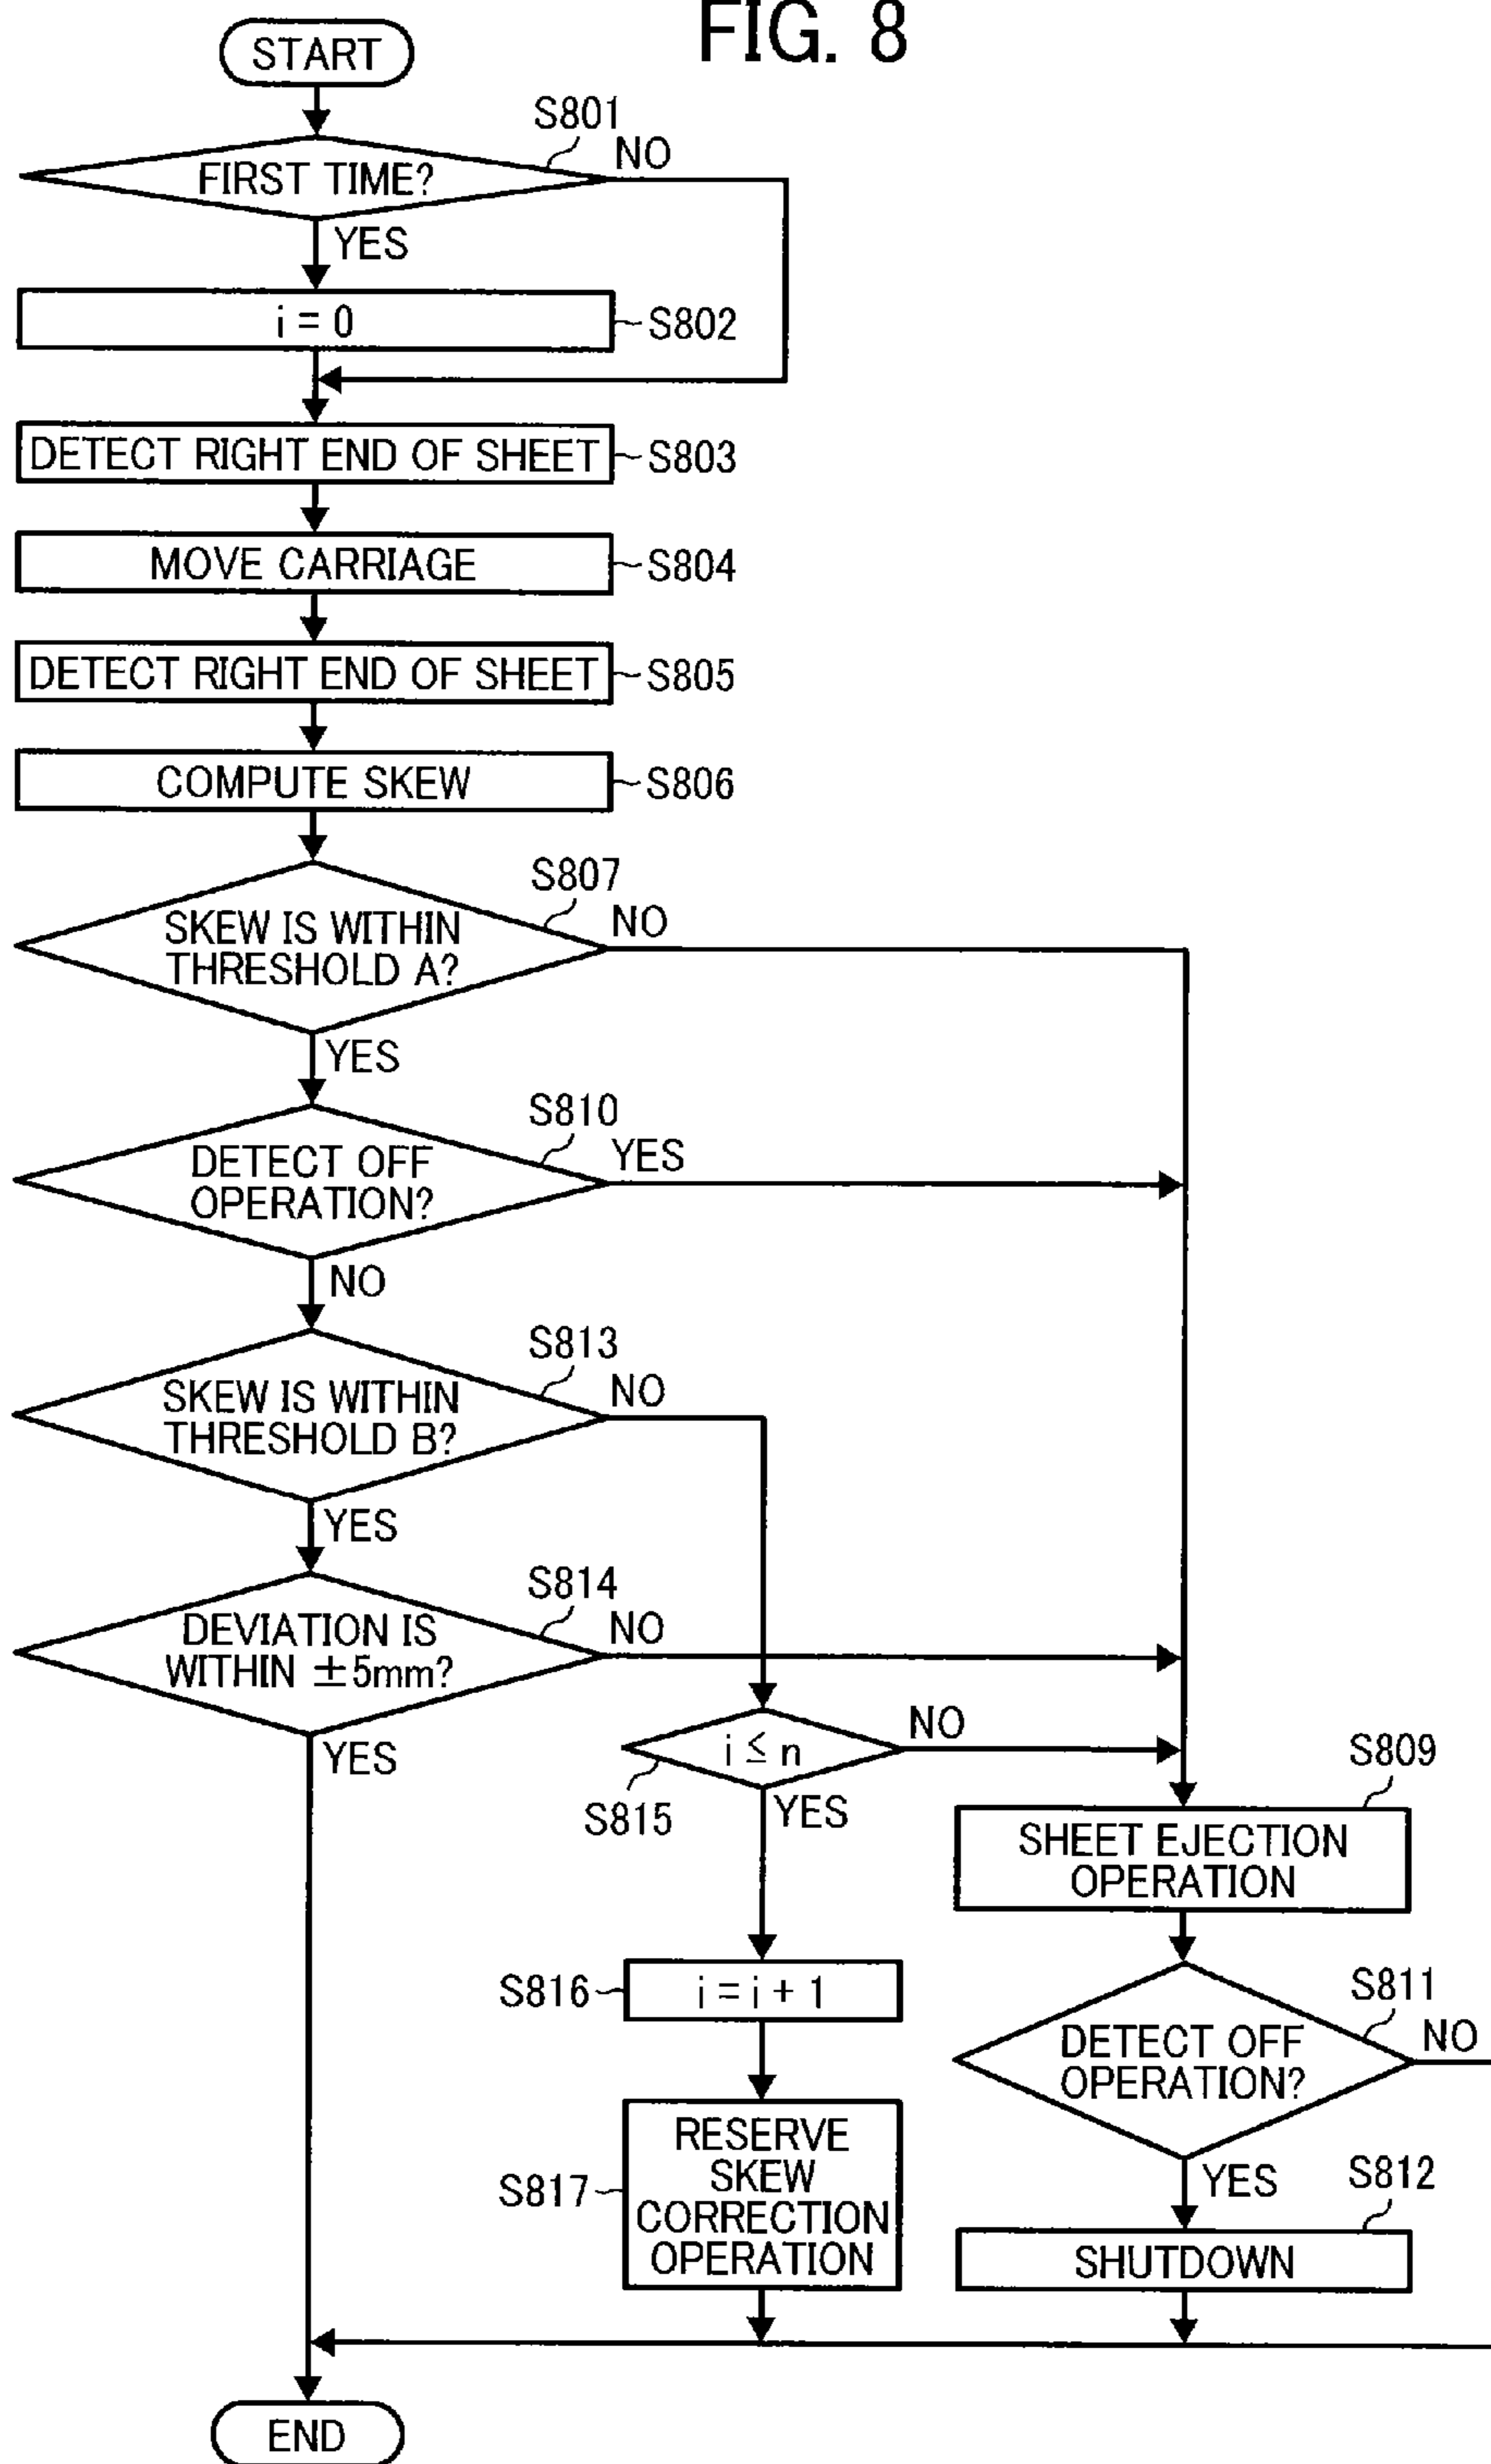 FIG. 8
START
S801
FIRST TIME?
NO
YES
i = 0
S802
DETECT RIGHT END OF SHEET
S803
MOVE CARRIAGE
S804
DETECT RIGHT END OF SHEET
S805
COMPUTE SKEW
S806
S807
SKEW IS WITHIN
THRESHOLD A?
NO
YES
S810
DETECT OFF
OPERATION?
YES
NO
S813
SKEW IS WITHIN
THRESHOLD B?
NO
YES
S814
DEVIATION IS
WITHIN ±5mm?
NO
YES
i ≤ n
NO
S815
YES
S809
SHEET EJECTION
OPERATION
S816
i = i + 1
S811
DETECT OFF
OPERATION?
NO
YES
S817
RESERVE
SKEW
CORRECTION
OPERATION
S812
SHUTDOWN
END